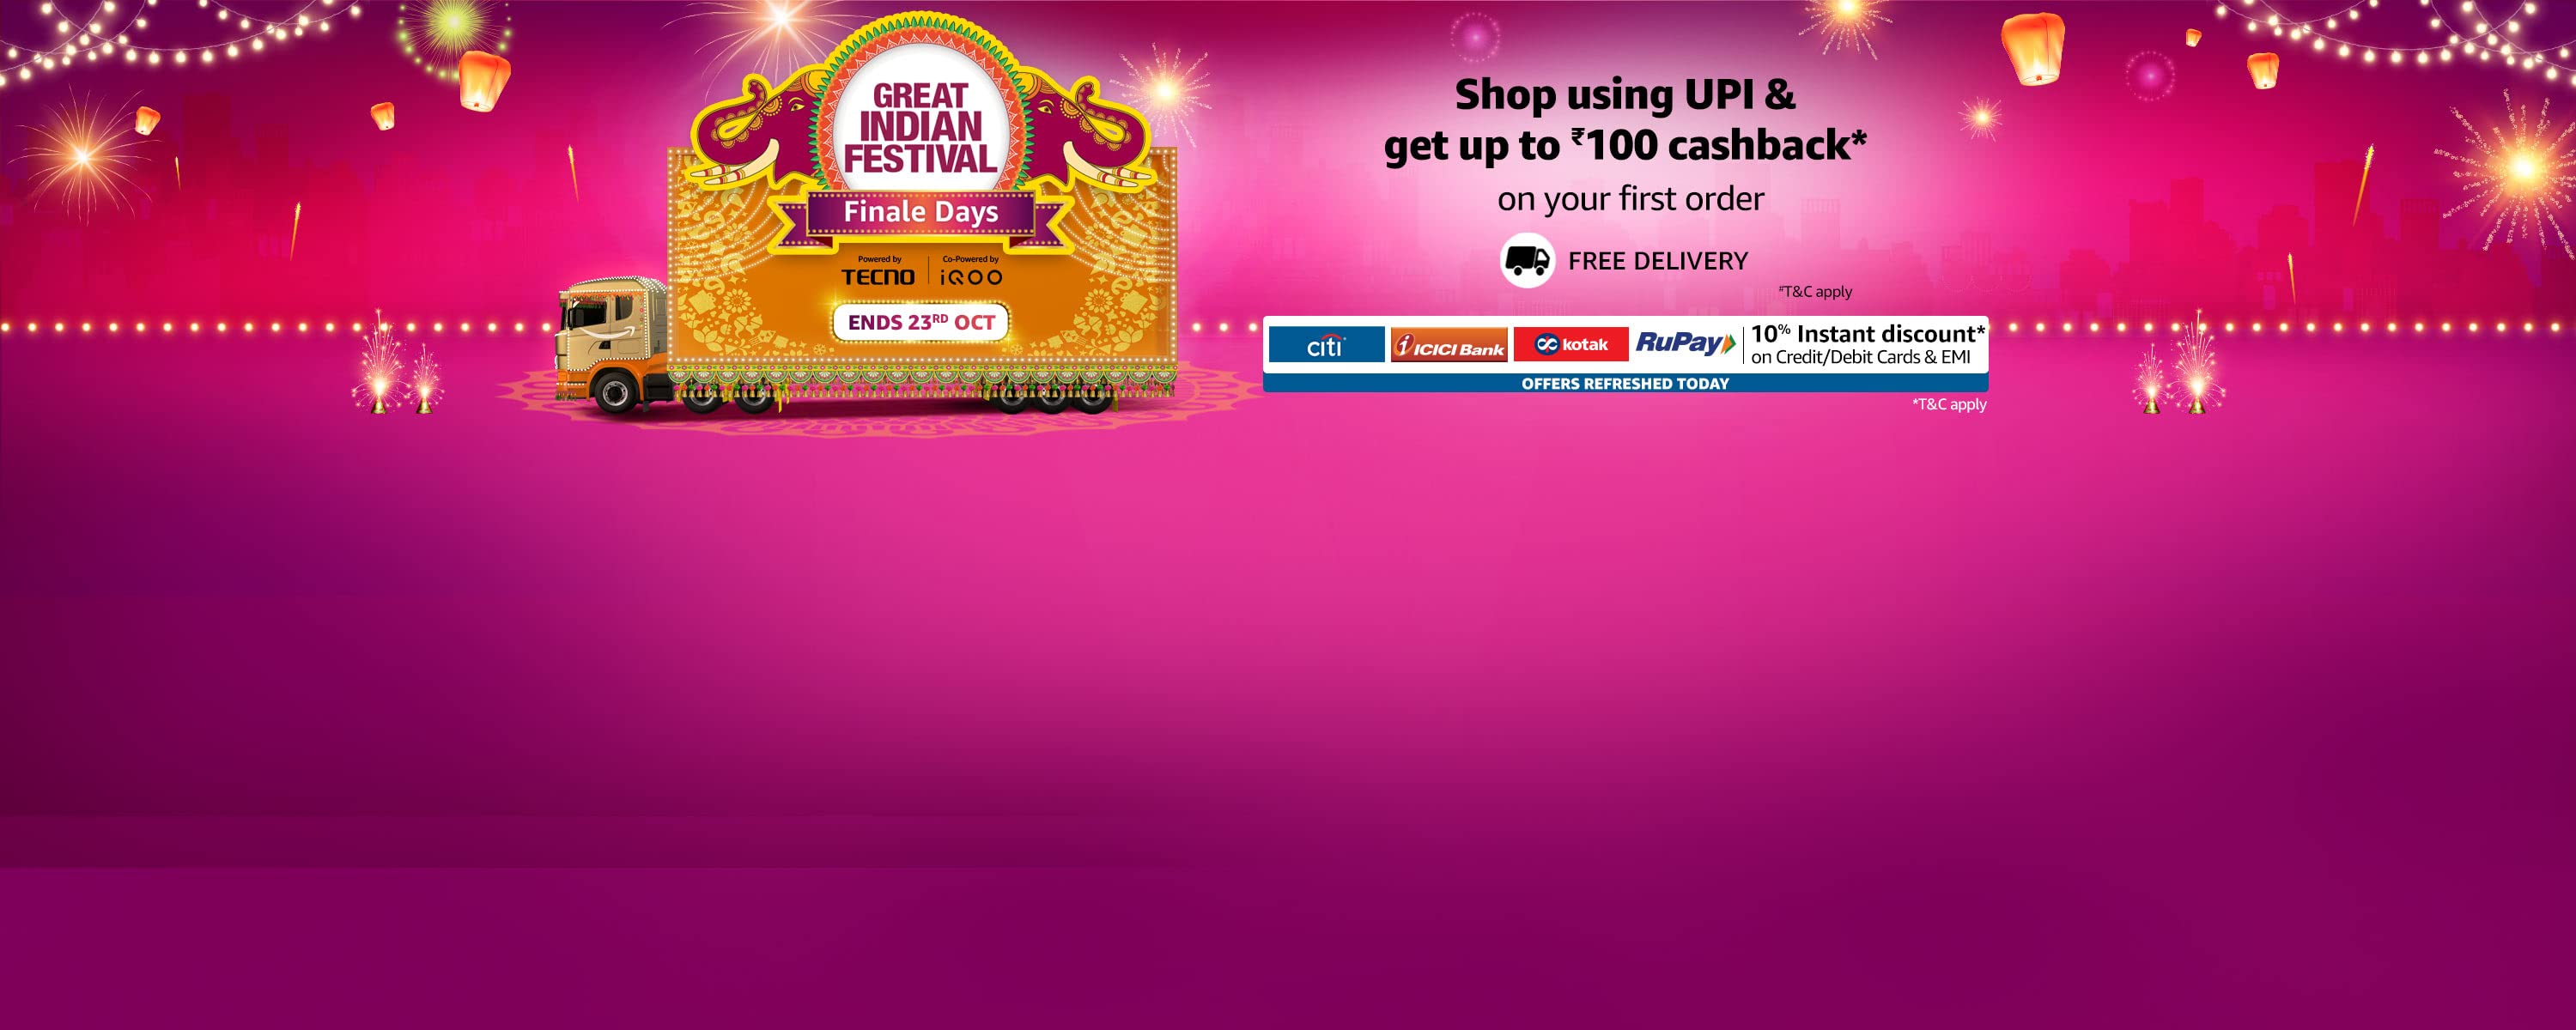 GREAT
INDIAN
FESTIVAL
Finale Days
Powered by
TECNO
Co-Powered by
iQOO
ENDS 23RD OCT
Shop using UPI &
get up to ₹100 cashback*
on your first order
FREE DELIVERY
#T&C apply
citi
ICICI Bank
kotak
RuPay
10% Instant discount*
on Credit/Debit Cards & EMI
OFFERS REFRESHED TODAY
*T&C apply